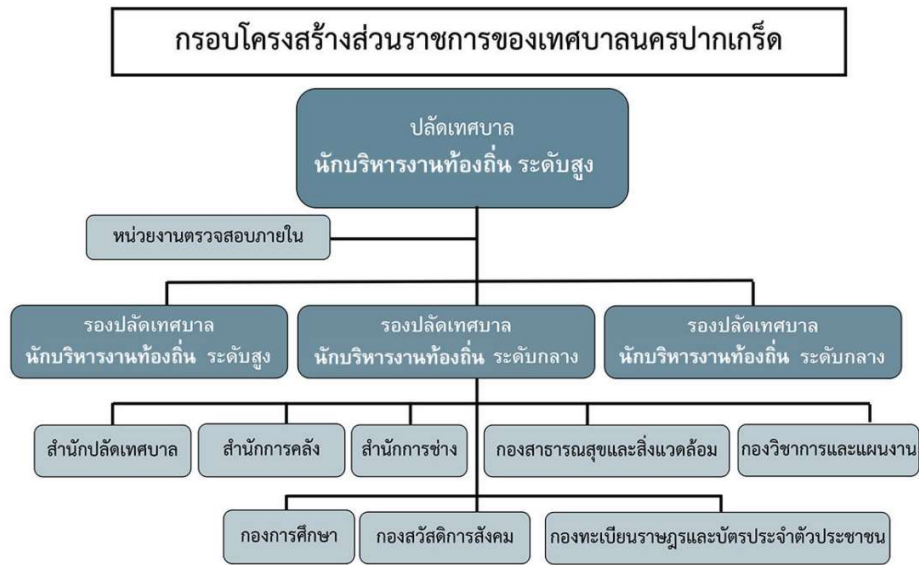 กรอบโครงสร้างส่วนราชการของเทศบาลนครปากเกร็ด
ปลัดเทศบาล
นักบริหารงานท้องถิ่น ระดับสูง
หน่วยงานตรวจสอบภายใน
รองปลัดเทศบาล
นักบริหารงานท้องถิ่น ระดับสูง
รองปลัดเทศบาล
นักบริหารงานท้องถิ่น ระดับกลาง
รองปลัดเทศบาล
นักบริหารงานท้องถิ่น ระดับกลาง
สำนักปลัดเทศบาล
สำนักการคลัง
สำนักการช่าง
กองสาธารณสุขและสิ่งแวดล้อม
กองวิชาการและแผนงาน
กองการศึกษา
กองสวัสดิการสังคม
กองทะเบียนราษฎรและบัตรประจำตัวประชาชน